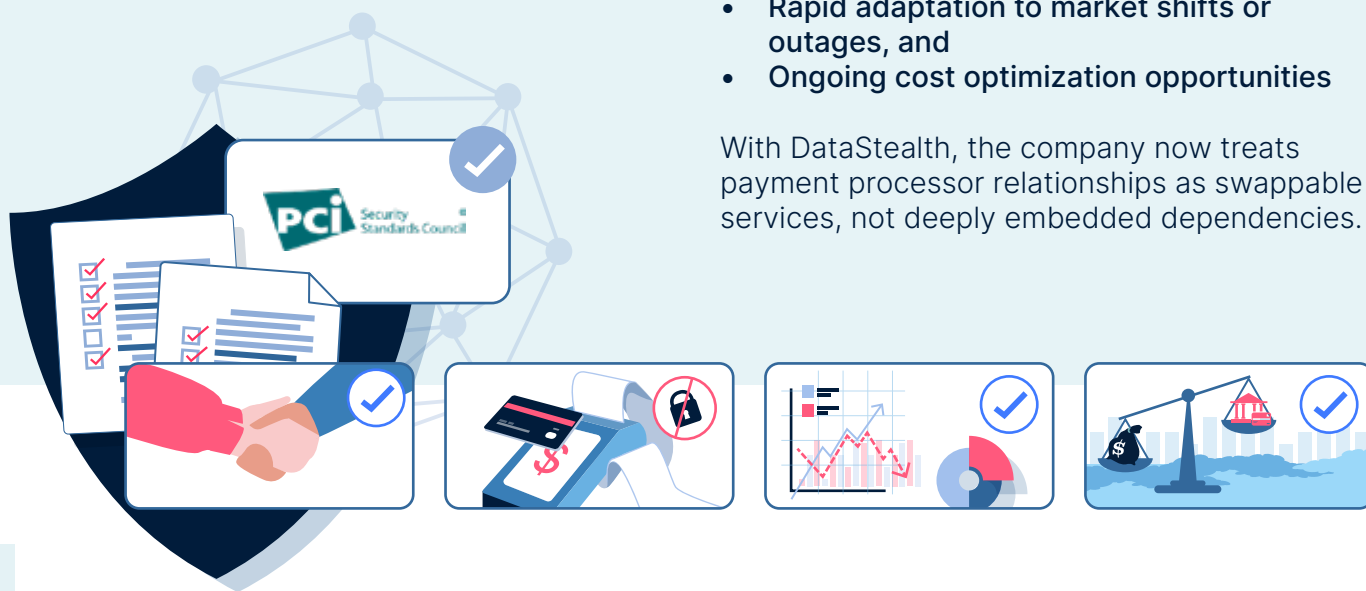 • Rapid adaptation to market shifts or
outages, and
• Ongoing cost optimization opportunities
With DataStealth, the company now treats
payment processor relationships as swappable
services, not deeply embedded dependencies.
PCi Security
Standards Council
$
$